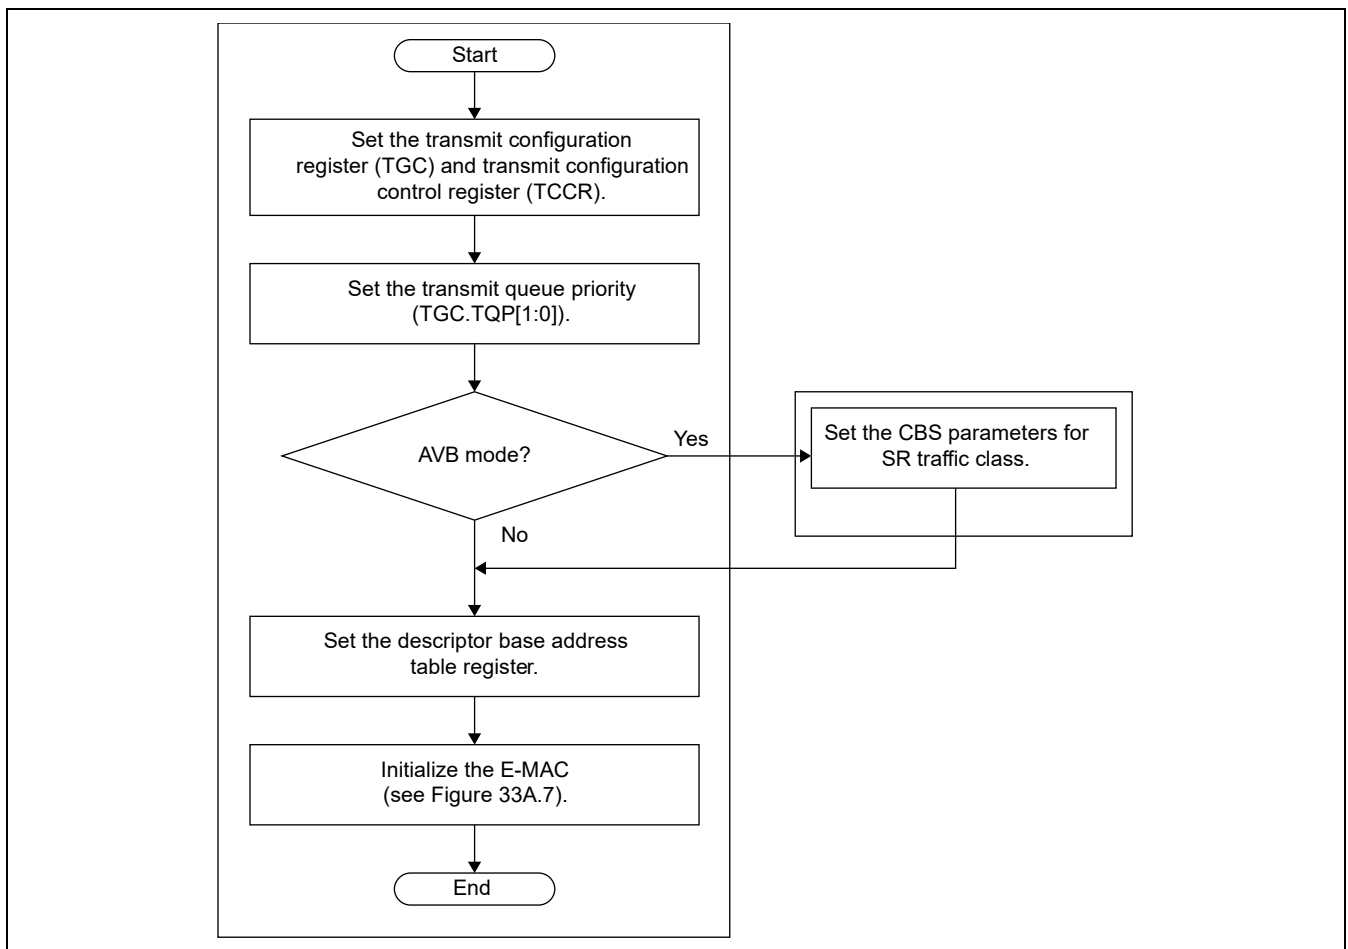 Start
Set the transmit configuration
register (TGC) and transmit configuration
control register (TCCR).
Set the transmit queue priority
(TGC.TQP[1:0]).
AVB mode?
Yes
Set the CBS parameters for
SR traffic class.
No
Set the descriptor base address
table register.
Initialize the E-MAC
(see Figure 33A.7).
End